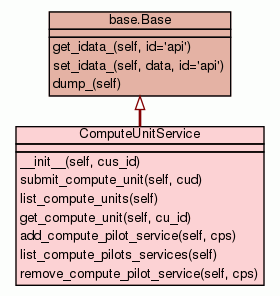 base.Base
get_idata_(self, id='api')
set_idata_(self, data, id='api')
dump_(self)
ComputeUnitService
__init__(self, cus_id)
submit_compute_unit(self, cud)
list_compute_units(self)
get_compute_unit(self, cu_id)
add_compute_pilot_service(self, cps)
list_compute_pilots_services(self)
remove_compute_pilot_service(self, cps)